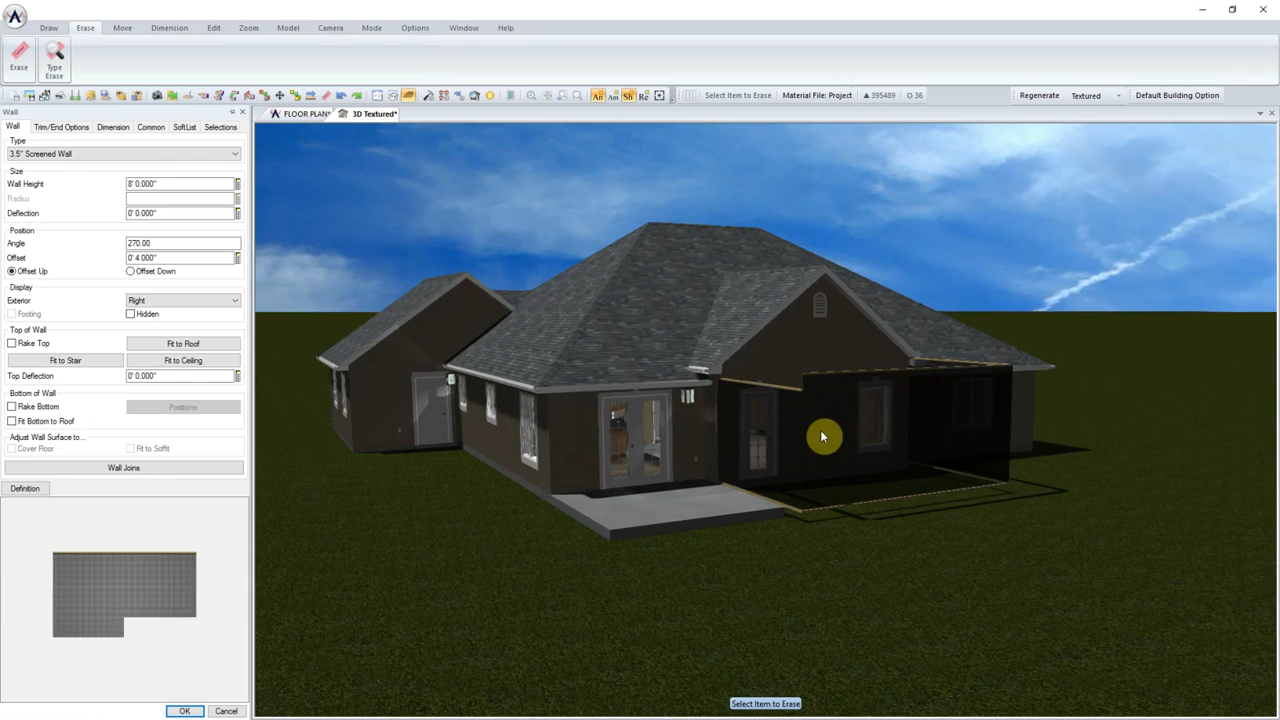 Draw Erase Move Dimension Edit Zoom Model Camera Mode Options Window Help
Erase
Type
Erase
An An Sh Re Select Item to Erase Material File: Project 395489 36 Regenerate Textured Default Building Option
Wall
FLOOR PLAN* 3D Textured*
Wall Trim/End Options Dimension Common SoftList Selections
Type
3.5" Screened Wall
Size
Wall Height 8' 0.000"
Radius
Deflection 0' 0.000"
Position
Angle 270.00
Offset 0' 4.000"
Offset Up Offset Down
Display
Exterior Right
Footing Hidden
Top of Wall
Rake Top Fit to Roof
Fit to Stair Fit to Ceiling
Top Deflection 0' 0.000"
Bottom of Wall
Rake Bottom Positions
Fit Bottom to Roof
Adjust Wall Surface to...
Cover Floor Fit to Soffit
Wall Joins
Definition
OK Cancel
Select Item to Erase